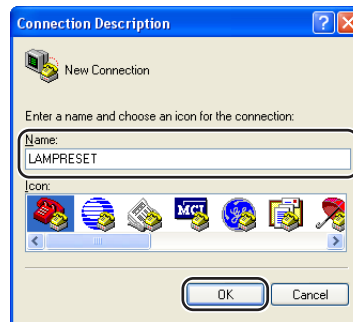 Connection Description
New Connection
Enter a name and choose an icon for the connection:
Name:
LAMPRESET
Icon:
MCI
OK Cancel